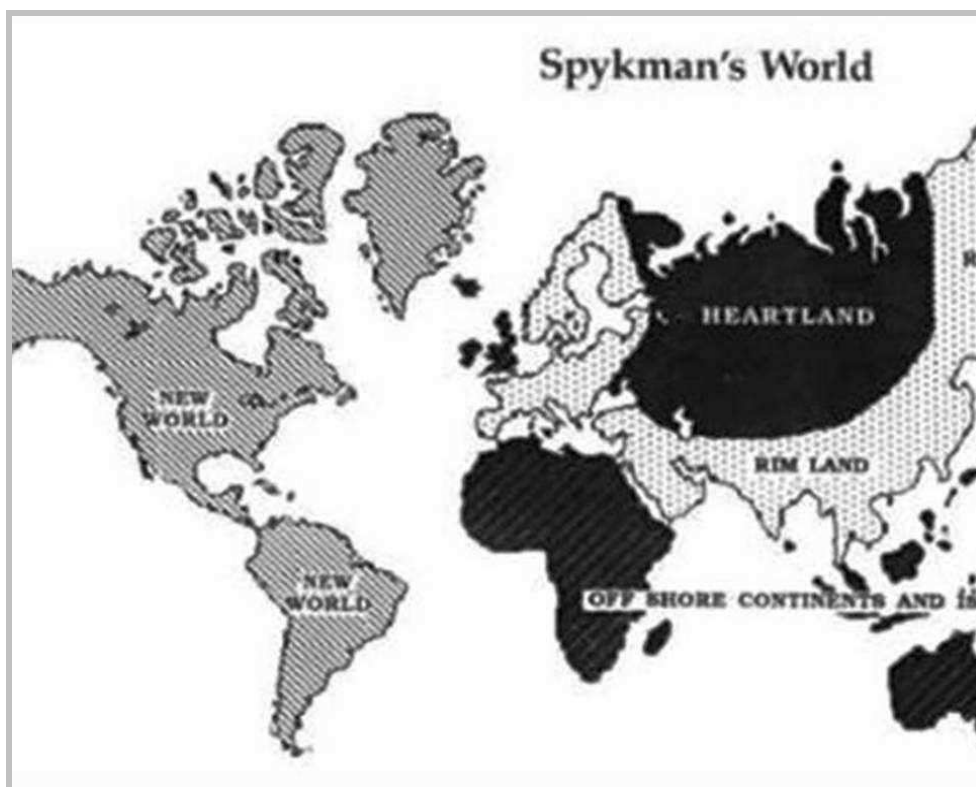 Spykman's World
HEARTLAND
R
NEW
WORLD
RIM LAND
NEW
WORLD
OFF SHORE CONTINENTS AND